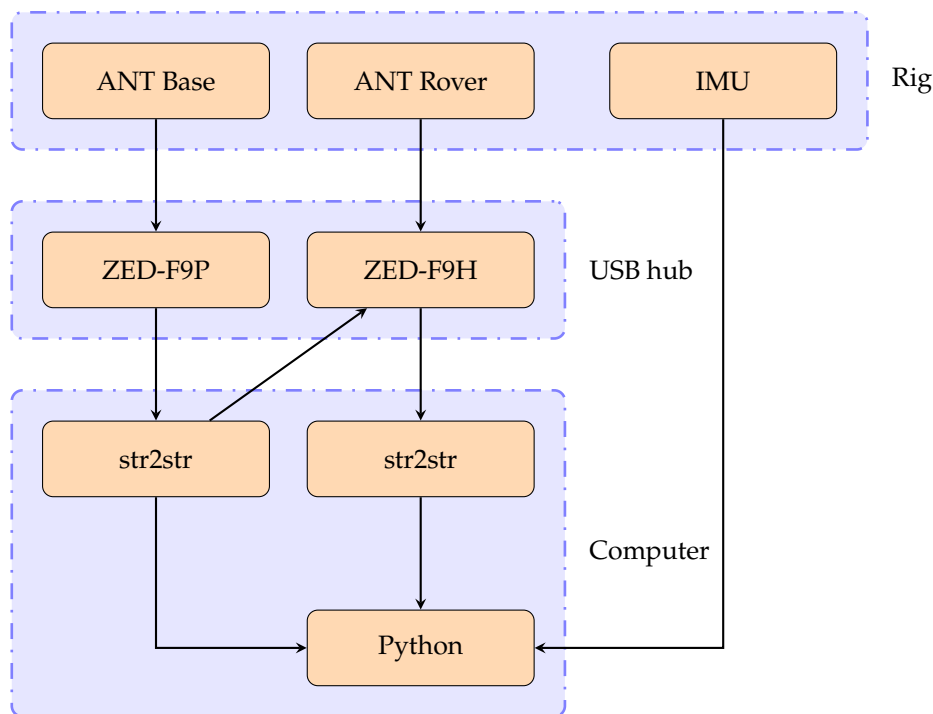 ANT Base
ANT Rover
IMU
Rig
ZED-F9P
ZED-F9H
USB hub
str2str
str2str
Computer
Python